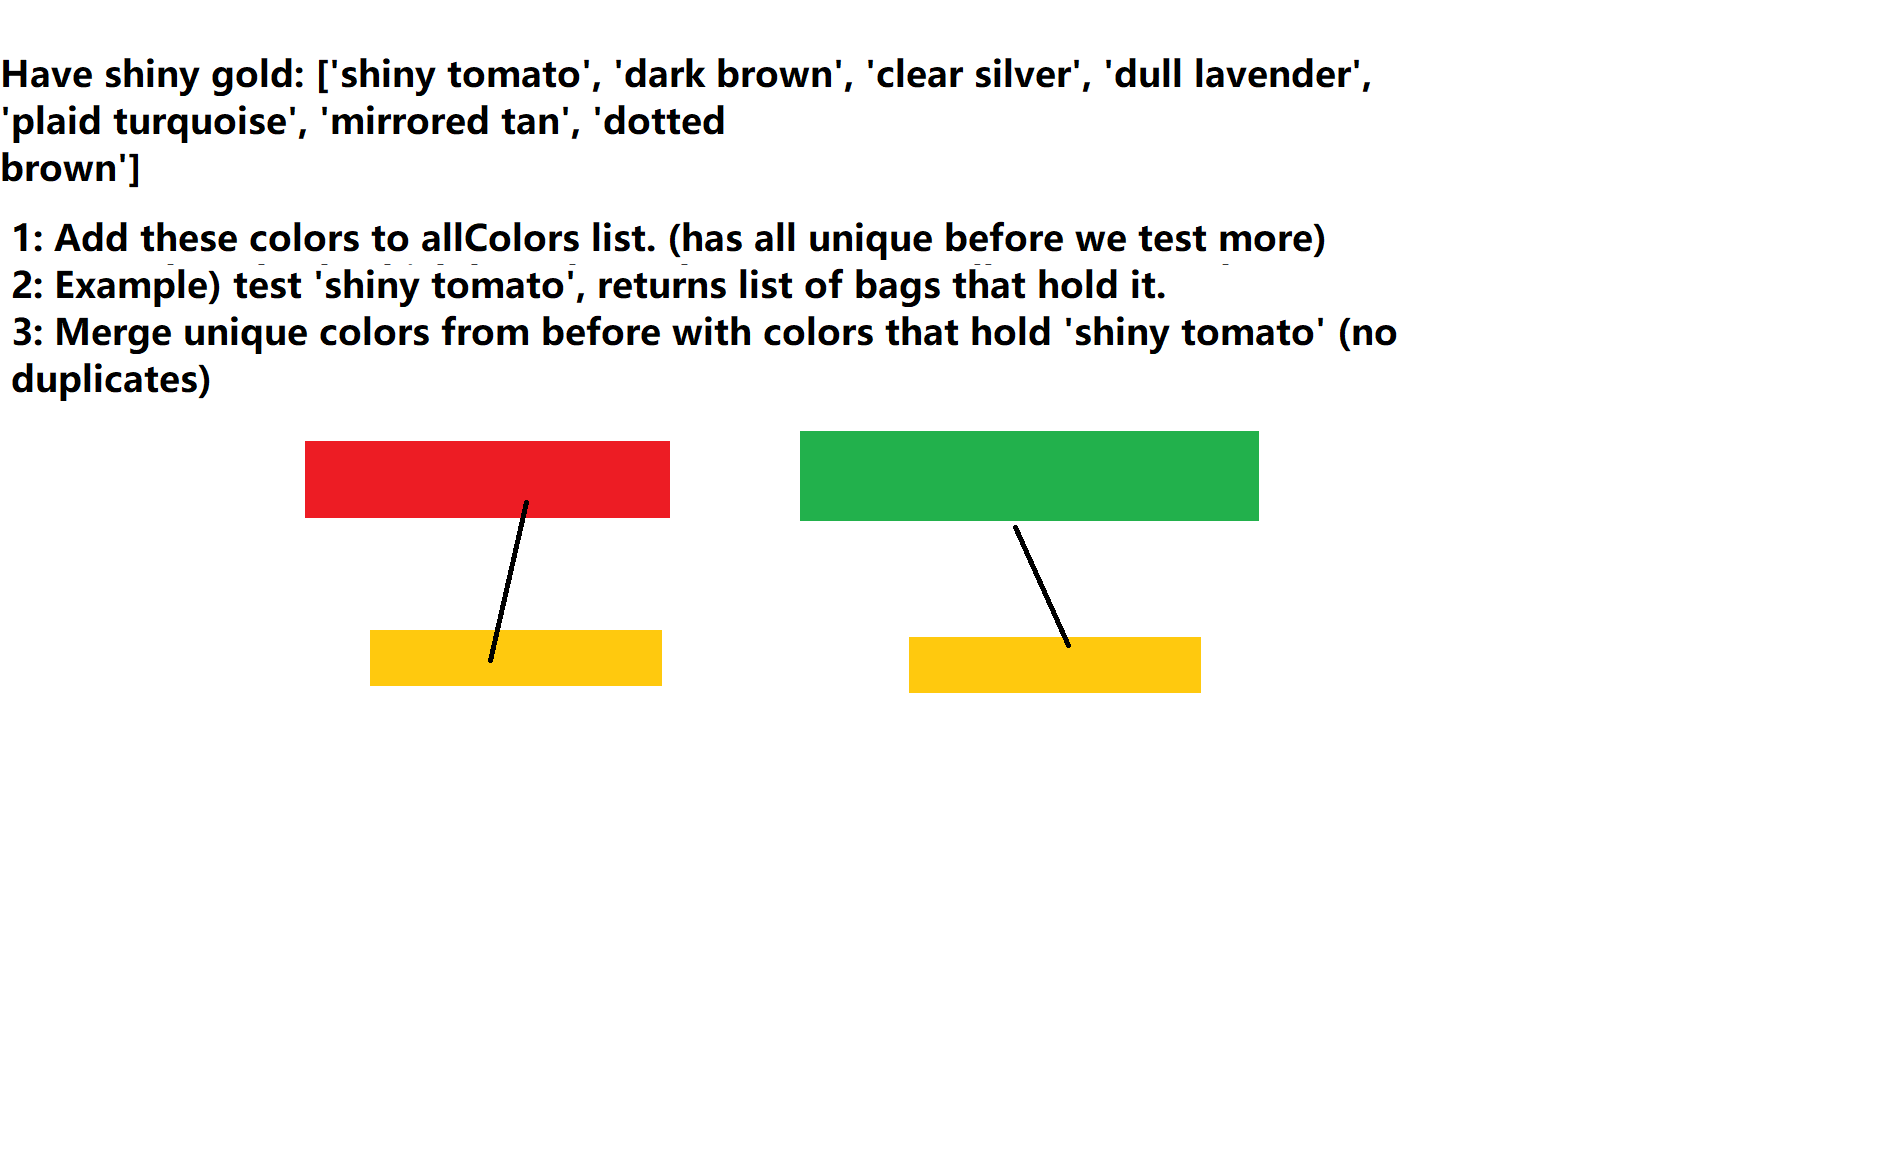 Have shiny gold: ['shiny tomato', 'dark brown', 'clear silver', 'dull lavender',
'plaid turquoise', 'mirrored tan', 'dotted
brown']
1: Add these colors to allColors list. (has all unique before we test more)
2: Example) test 'shiny tomato', returns list of bags that hold it.
3: Merge unique colors from before with colors that hold 'shiny tomato' (no
duplicates)